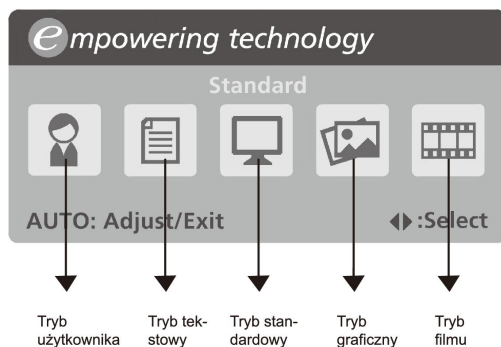 empowering technology
Standard
AUTO: Adjust/Exit
:Select
Tryb użytkownika
Tryb tek-
stowy
Tryb stan-
dardowy
Tryb graficzny
Tryb filmu